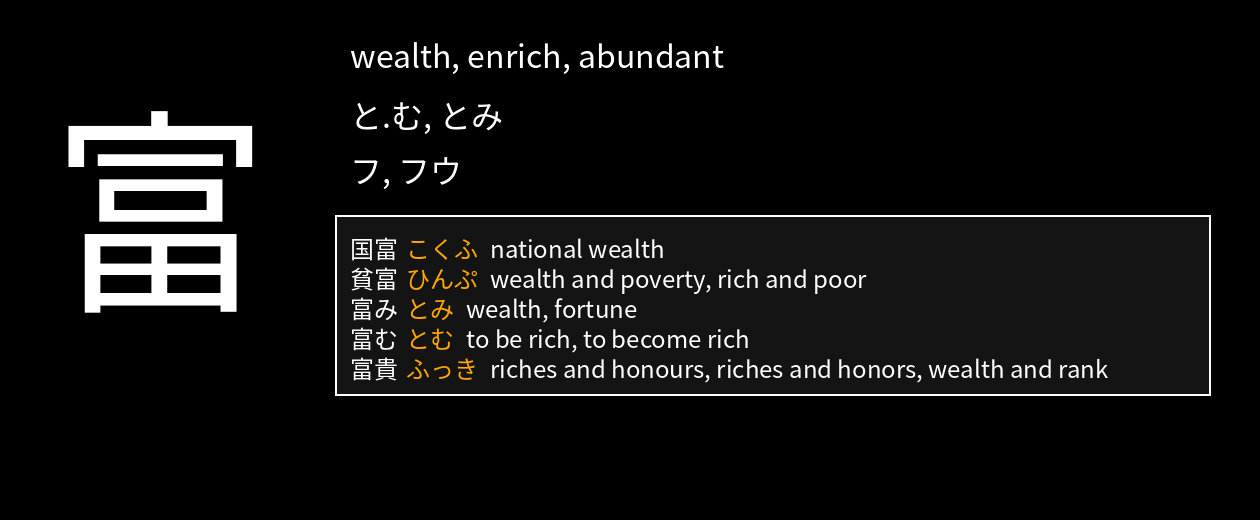 富
wealth, enrich, abundant
と.む, とみ
フ, フウ
国富 こくふ national wealth
貧富 ひんぷ wealth and poverty, rich and poor
富み とみ wealth, fortune
富む とむ to be rich, to become rich
富貴 ふっき riches and honours, riches and honors, wealth and rank